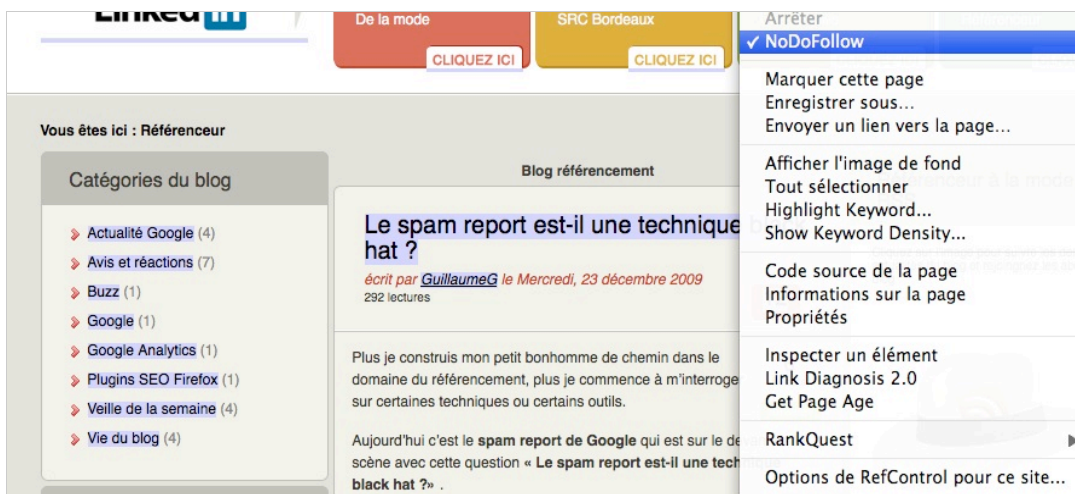 Linked in
De la mode
CLIQUEZ ICI
SRC Bordeaux
CLIQUEZ ICI
Vous êtes ici : Référenceur
Catégories du blog
Actualité Google (4)
Avis et réactions (7)
Buzz (1)
Google (1)
Google Analytics (1)
Plugins SEO Firefox (1)
Veille de la semaine (4)
Vie du blog (4)
Blog référencement
Le spam report est-il une technique
hat ?
écrit par GuillaumeG le Mercredi, 23 décembre 2009
292 lectures
Plus je construis mon petit bonhomme de chemin dans le
domaine du référencement, plus je commence à m'interroge
sur certaines techniques ou certains outils.
Aujourd'hui c'est le spam report de Google qui est sur le de
scène avec cette question « Le spam report est-il une tech
black hat ?» .
Arrêter
✓ NoDoFollow
Marquer cette page
Enregistrer sous...
Envoyer un lien vers la page...
Afficher l'image de fond
Tout sélectionner
Highlight Keyword...
Show Keyword Density...
Code source de la page
Informations sur la page
Propriétés
Inspecter un élément
Link Diagnosis 2.0
Get Page Age
RankQuest
Options de RefControl pour ce site...